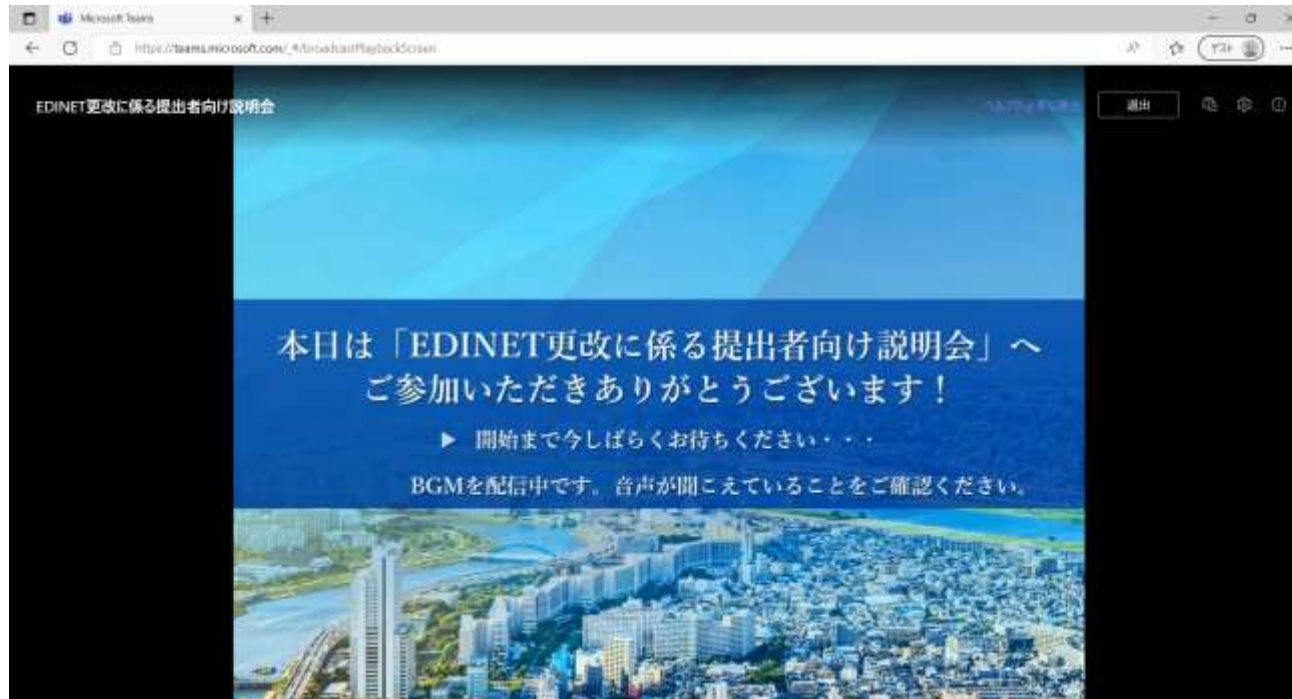 Microsoft Teams
https://teams.microsoft.com/_#/broadcastPlaybackScreen
ゲスト
EDINET更改に係る提出者向け説明会
退出
本日は「EDINET更改に係る提出者向け説明会」へ
ご参加いただきありがとうございます！
▶ 開始まで今しばらくお待ちください・・・
BGMを配信中です。音声が聞こえていることをご確認ください。